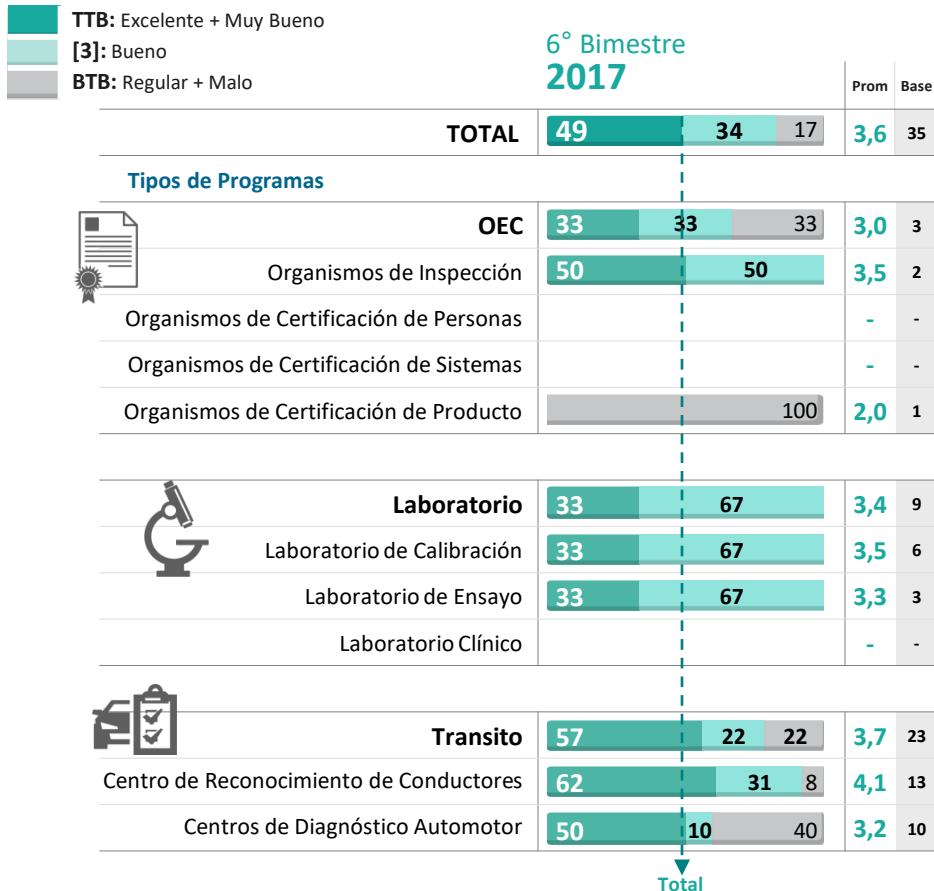 TTB: Excelente + Muy Bueno
[3]: Bueno
BTB: Regular + Malo
6° Bimestre
2017
Prom Base
TOTAL 49 34 17 3,6 35
Tipos de Programas
OEC 33 33 33 3,0 3
Organismos de Inspección 50 50 3,5 2
Organismos de Certificación de Personas - -
Organismos de Certificación de Sistemas - -
Organismos de Certificación de Producto 100 2,0 1
Laboratorio 33 67 3,4 9
Laboratorio de Calibración 33 67 3,5 6
Laboratorio de Ensayo 33 67 3,3 3
Laboratorio Clínico - -
Transito 57 22 22 3,7 23
Centro de Reconocimiento de Conductores 62 31 8 4,1 13
Centros de Diagnóstico Automotor 50 10 40 3,2 10
Total